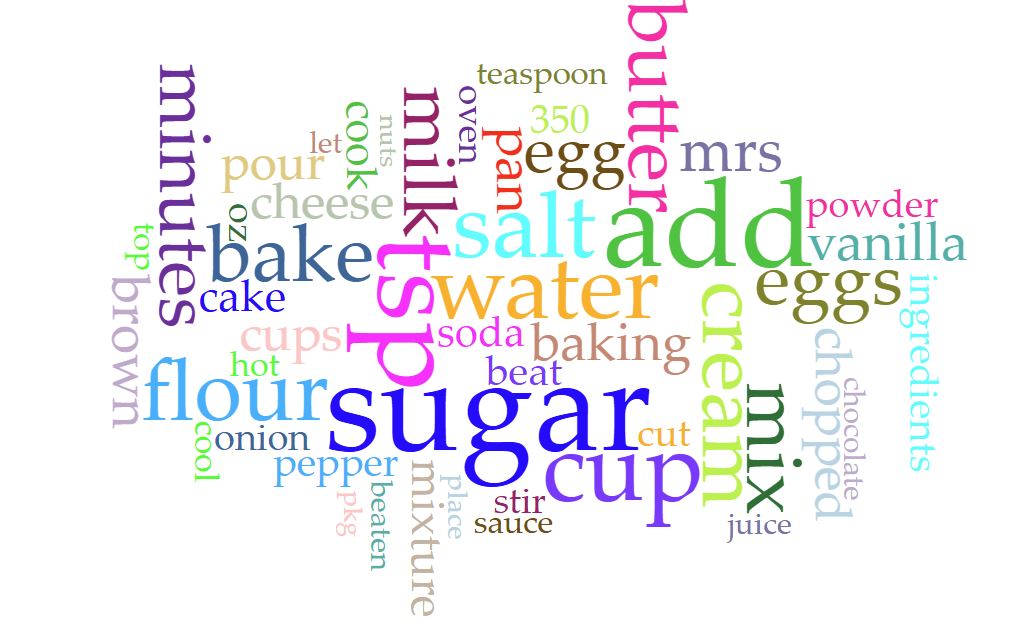 butter
teaspoon
minutes
milk
oven
cook
350
nuts
pan
let
egg
mrs
pour
add
cheese
powder
oz
salt
top
bake
vanilla
tsp
water
eggs
brown
cake
ingredients
cream
cups
soda
baking
chopped
hot
beat
flour
sugar
chocolate
mix
cool
onion
cut
cup
pepper
mixture
place
beaten
pkg
stir
sauce
juice